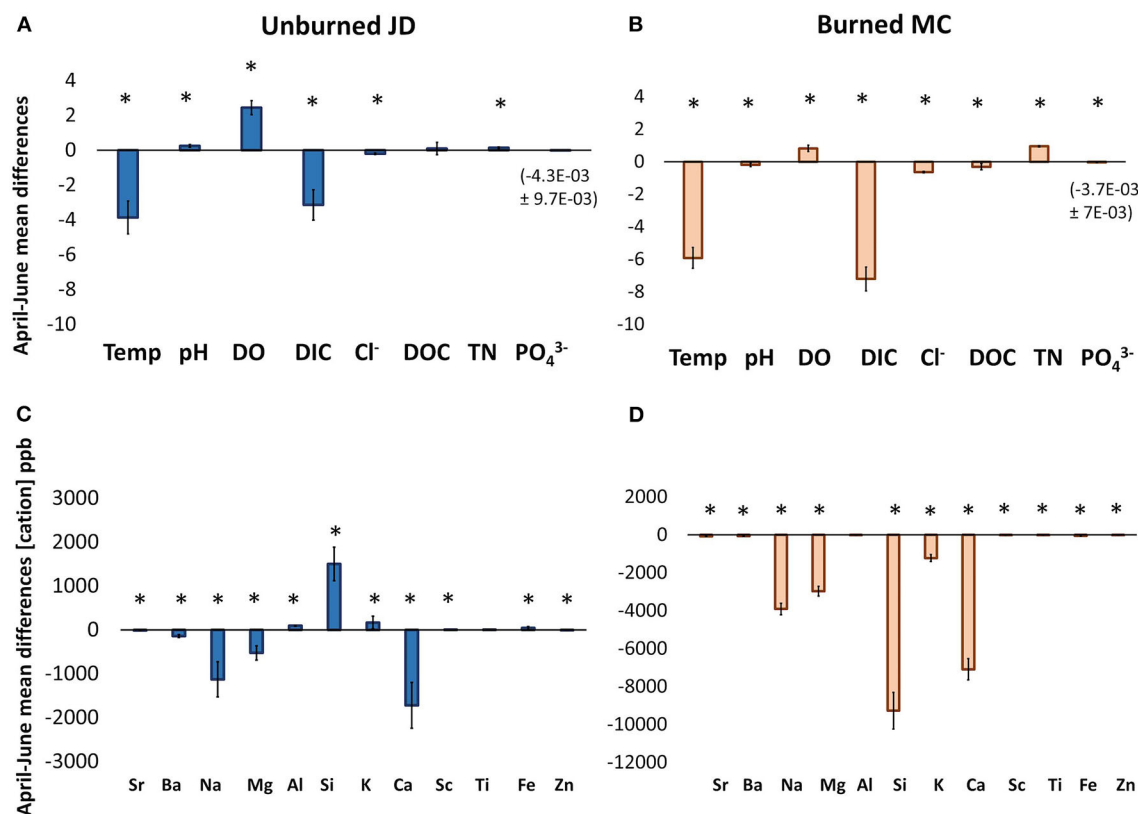 A
Unburned JD
April-June mean differences
4
2
0
-2
-4
-6
-8
-10
* * * * * *
(-4.3E-03
± 9.7E-03)
Temp pH DO DIC Cl⁻ DOC TN PO₄³⁻
B
Burned MC
4
2
0
-2
-4
-6
-8
-10
* * * * * * * *
(-3.7E-03
± 7E-03)
Temp pH DO DIC Cl⁻ DOC TN PO₄³⁻
C
April-June mean differences [cation] ppb
3000
2000
1000
0
-1000
-2000
-3000
* * * * * * * * * * *
Sr Ba Na Mg Al Si K Ca Sc Ti Fe Zn
D
2000
0
-2000
-4000
-6000
-8000
-10000
-12000
* * * * * * * * * * *
Sr Ba Na Mg Al Si K Ca Sc Ti Fe Zn